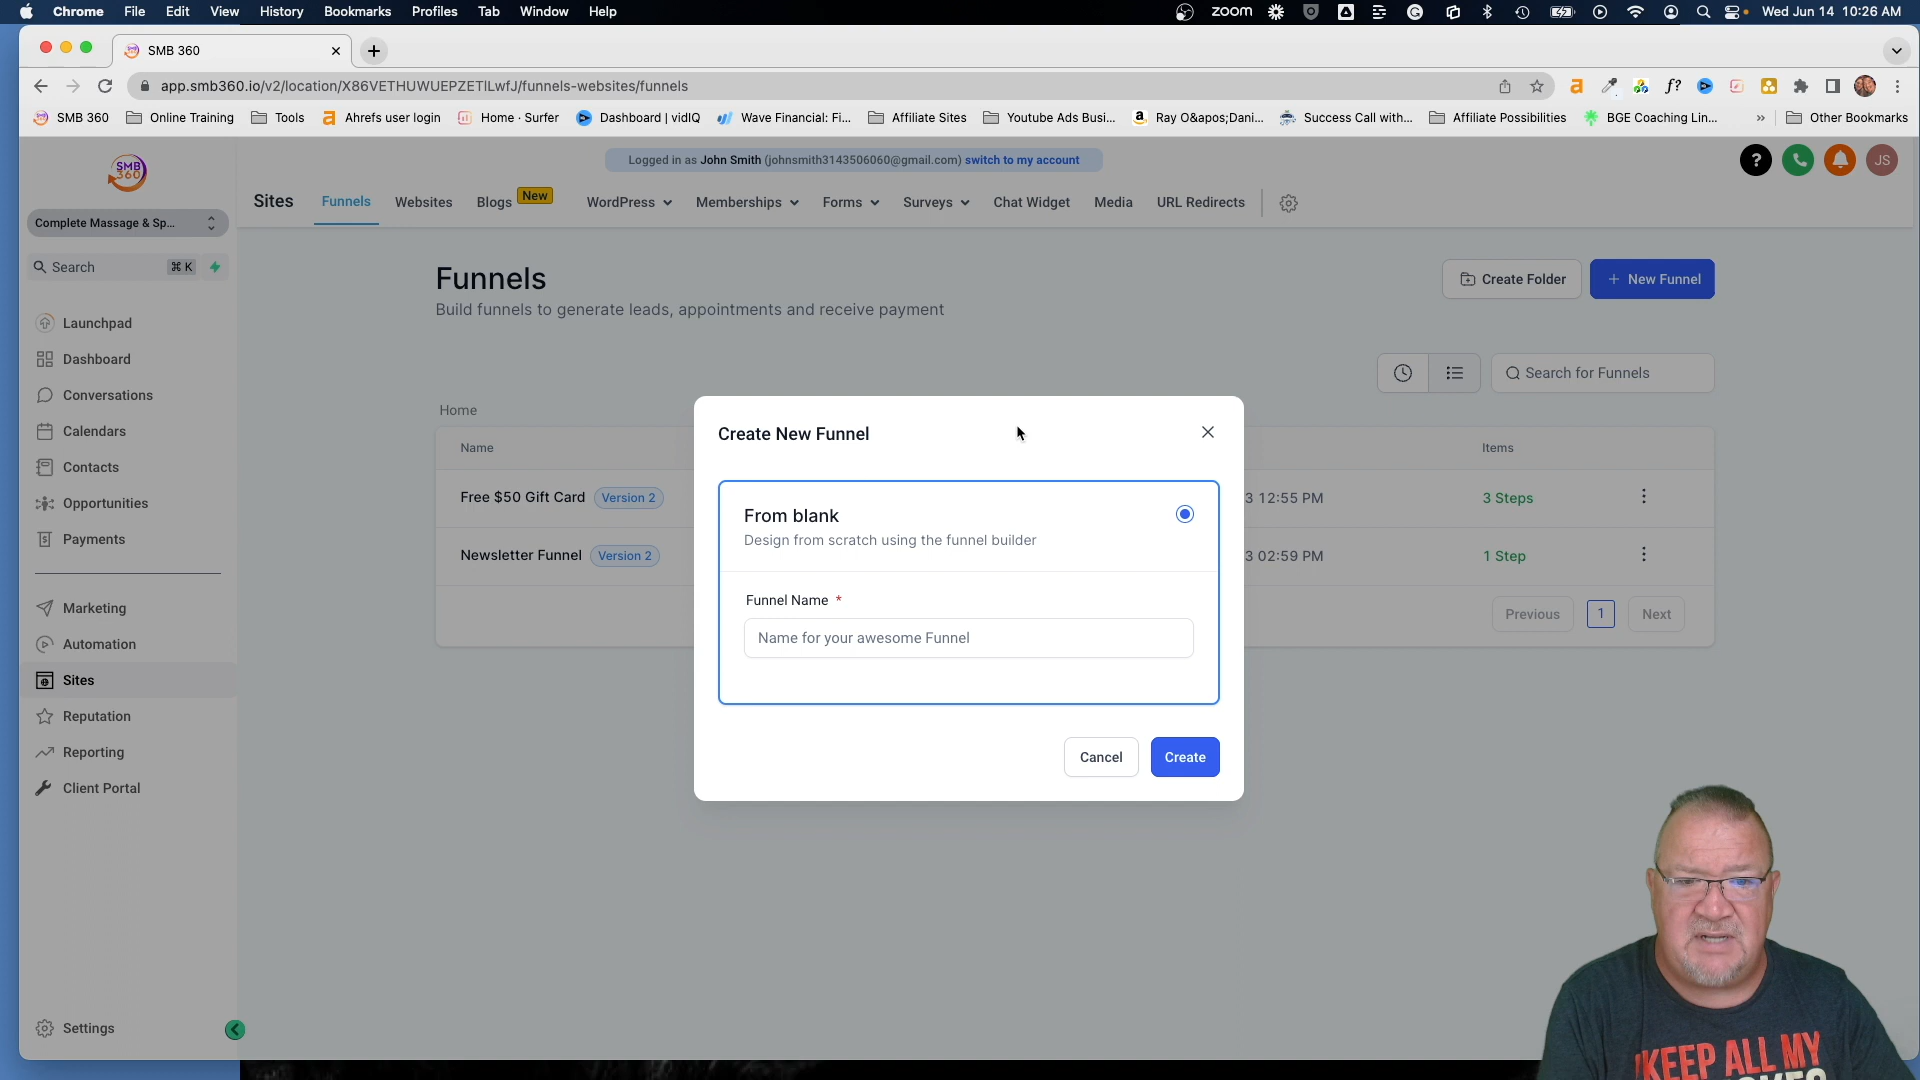 Chrome File Edit View History Bookmarks Profiles Tab Window Help
zoom Wed Jun 14 10:26 AM
SMB 360
app.smb360.io/v2/location/X86VETHUWUEPZETlLwfJ/funnels-websites/funnels
SMB 360 Online Training Tools Ahrefs user login Home · Surfer Dashboard | vidIQ Wave Financial: Fi... Affiliate Sites Youtube Ads Busi... Ray O&apos;Dani... Success Call with... Affiliate Possibilities BGE Coaching Lin... » Other Bookmarks
SMB
360
Logged in as John Smith (johnsmith3143506060@gmail.com) switch to my account
? JS
Sites Funnels Websites Blogs New WordPress Memberships Forms Surveys Chat Widget Media URL Redirects
Complete Massage & Sp...
Search ⌘ K
Launchpad
Dashboard
Conversations
Calendars
Contacts
Opportunities
Payments
Marketing
Automation
Sites
Reputation
Reporting
Client Portal
Settings
Funnels
Build funnels to generate leads, appointments and receive payment
Create Folder
+ New Funnel
Search for Funnels
Home
Name Items
Free $50 Gift Card Version 2 3 12:55 PM 3 Steps
Newsletter Funnel Version 2 3 02:59 PM 1 Step
Previous 1 Next
Create New Funnel
From blank
Design from scratch using the funnel builder
Funnel Name *
Name for your awesome Funnel
Cancel Create
KEEP ALL MY